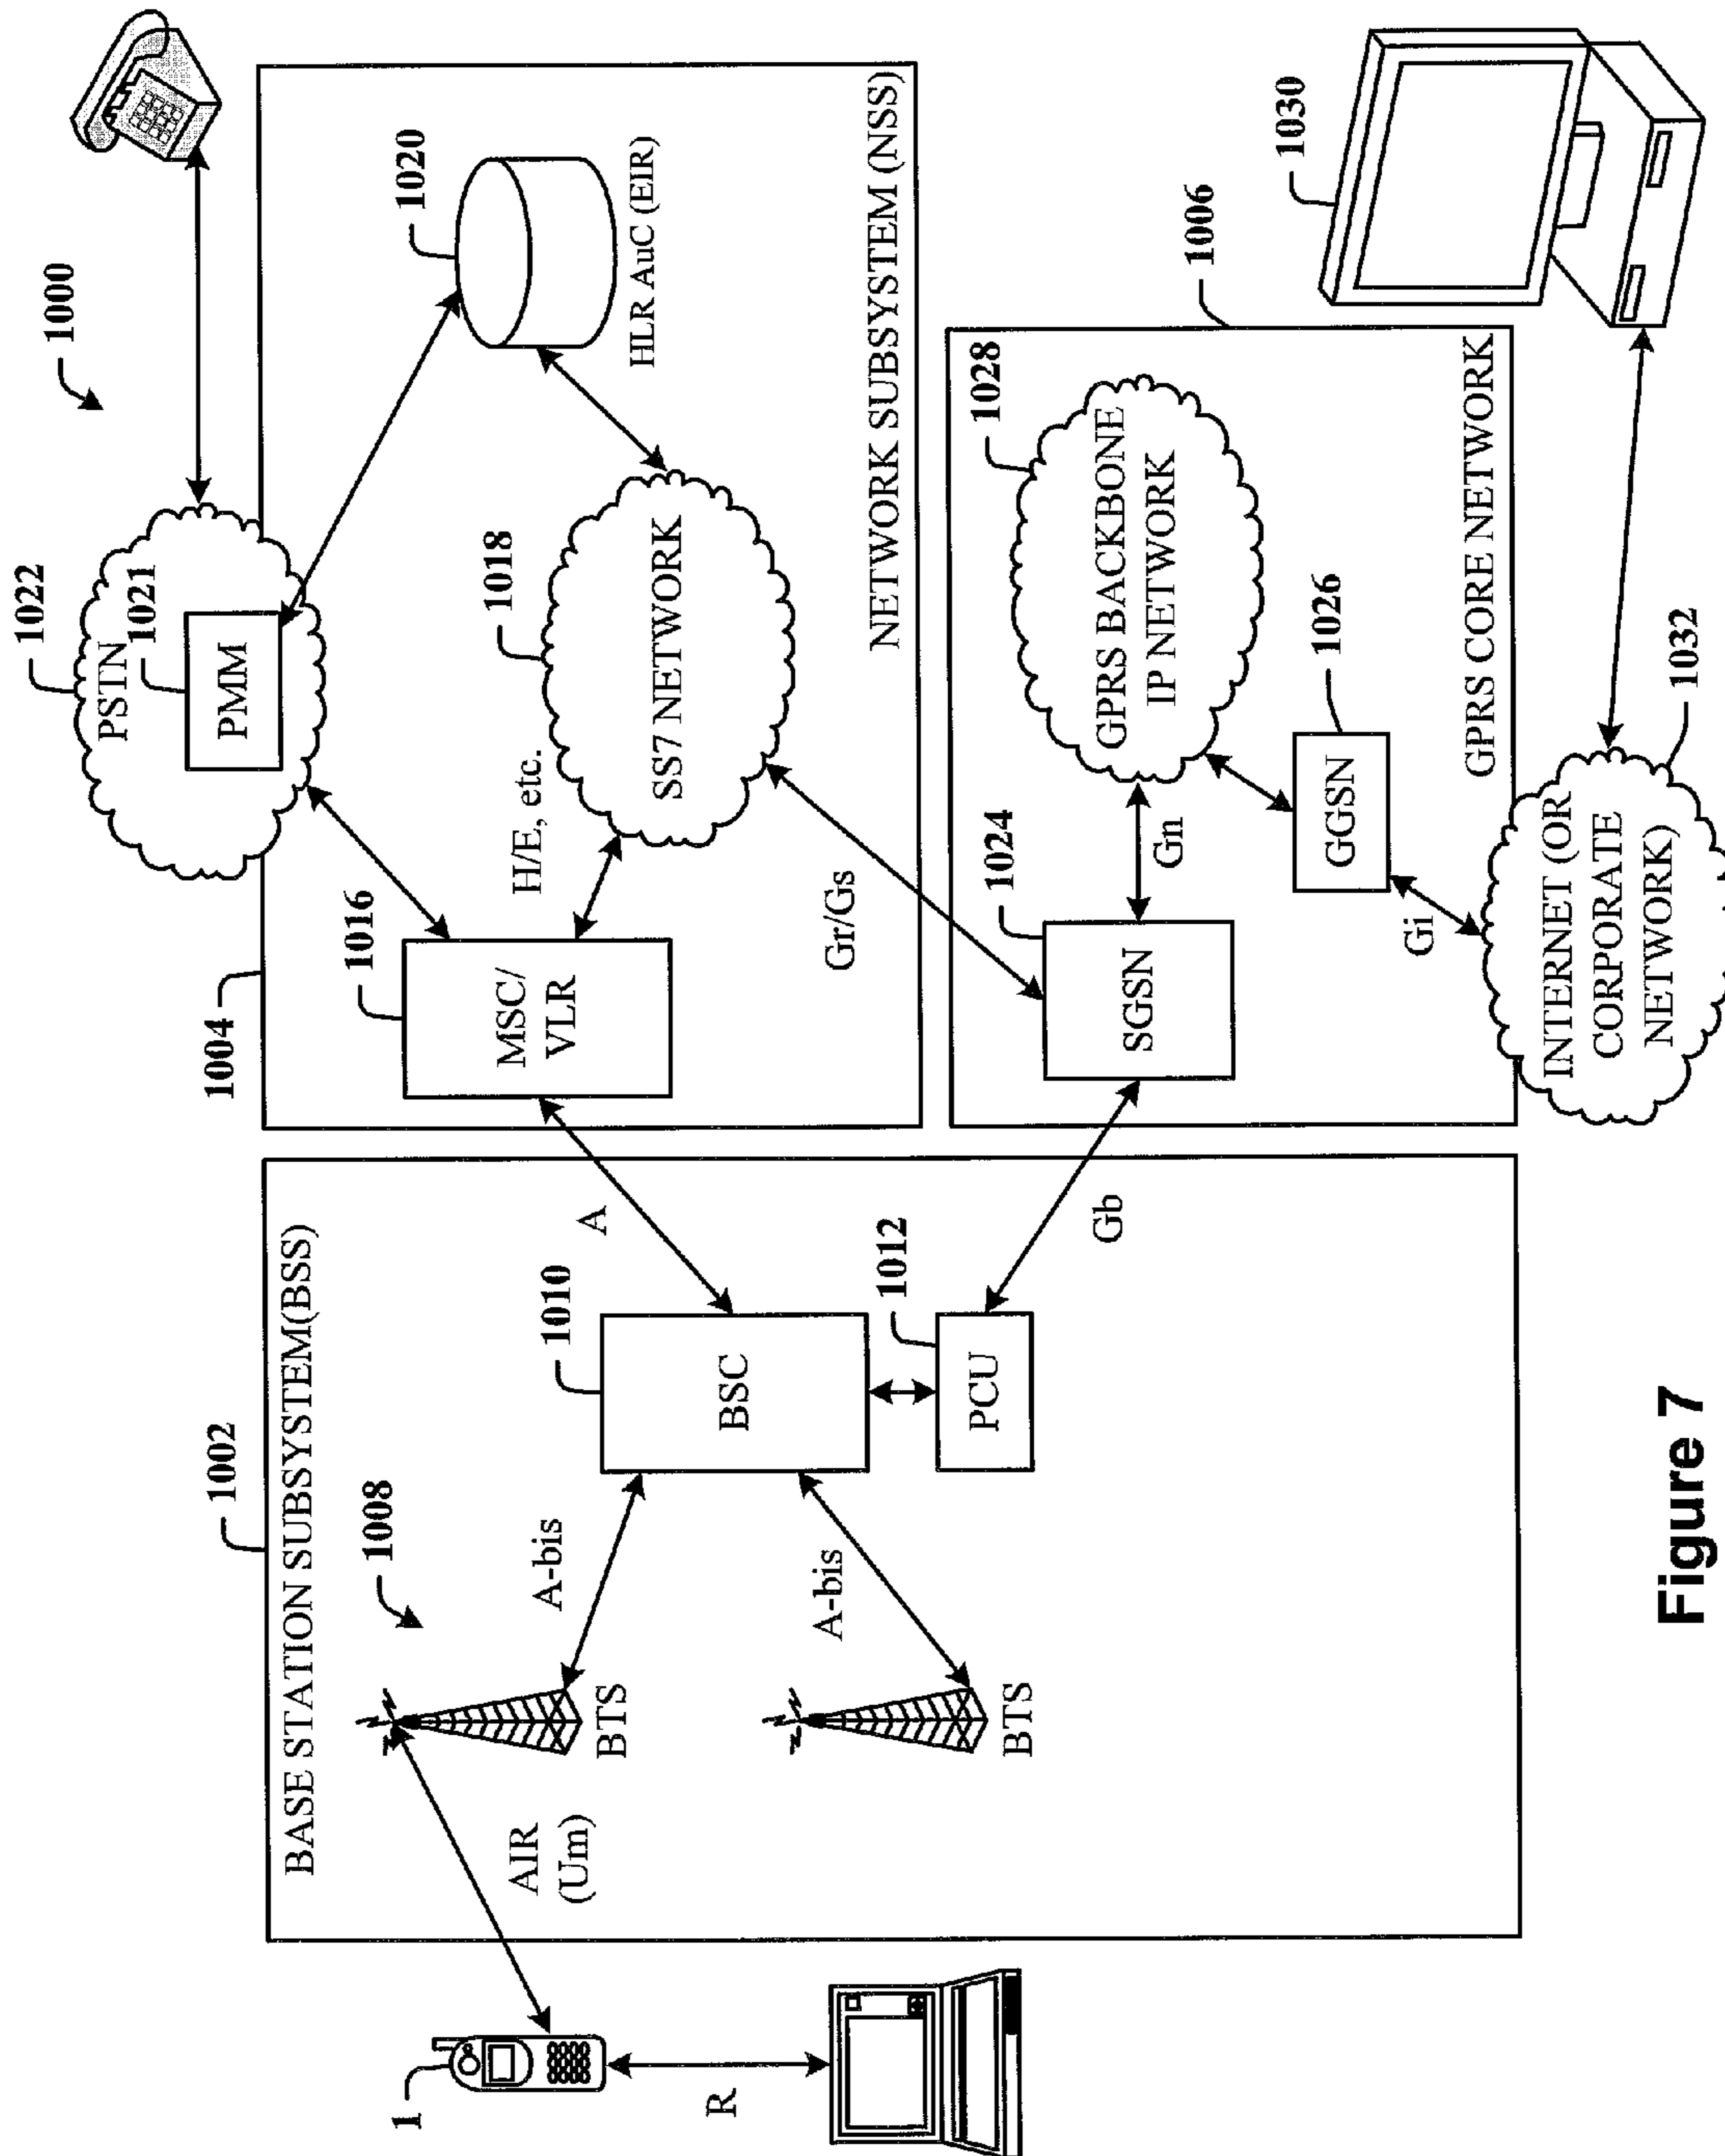 1000
1002
BASE STATION SUBSYSTEM(BSS)
1008
1
AIR
(Um)
R
BTS
A-bis
BTS
A-bis
1010
BSC
1012
PCU
A
Gb
1004
1022
PSTN
1021
PMM
1016
MSC/
VLR
H/E, etc.
1018
SS7 NETWORK
1020
HLR AuC (EIR)
NETWORK SUBSYSTEM (NSS)
Gr/Gs
1024
SGSN
Gn
1028
GPRS BACKBONE
IP NETWORK
1006
1026
GGSN
Gi
GPRS CORE NETWORK
1030
INTERNET (OR
CORPORATE
NETWORK)
1032
Figure 7